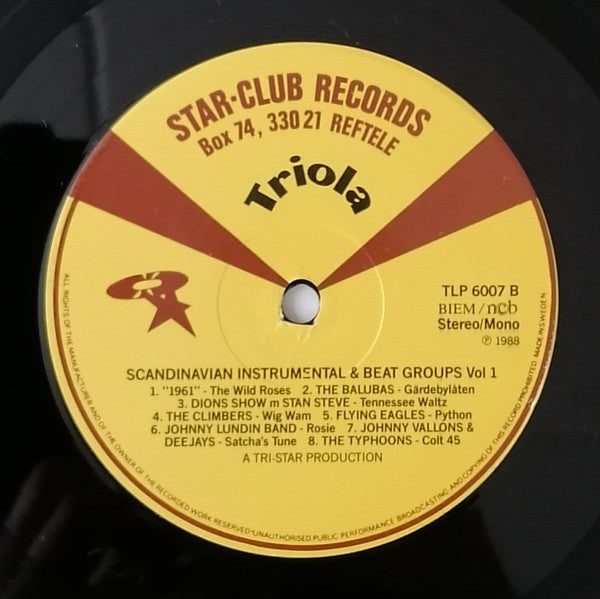 STAR-CLUB RECORDS
Box 74, 330 21 REFTELE
Triola
TLP 6007 B
BIEM/ncb
Stereo/Mono
℗ 1988
SCANDINAVIAN INSTRUMENTAL & BEAT GROUPS Vol 1
1. "1961" - The Wild Roses 2. THE BALUBAS - Gärdebylåten
3. DIONS SHOW m STAN STEVE - Tennessee Waltz
4. THE CLIMBERS - Wig Wam 5. FLYING EAGLES - Python
6. JOHNNY LUNDIN BAND - Rosie 7. JOHNNY VALLONS &
DEEJAYS - Satcha's Tune 8. THE TYPHOONS - Colt 45
A TRI-STAR PRODUCTION
ALL RIGHTS OF THE MANUFACTURER AND OF THE OWNER OF THE RECORDED WORK RESERVED·UNAUTHORISED PUBLIC PERFORMANCE BROADCASTING AND COPYING OF THIS RECORD PROHIBITED. MADE IN SWEDEN